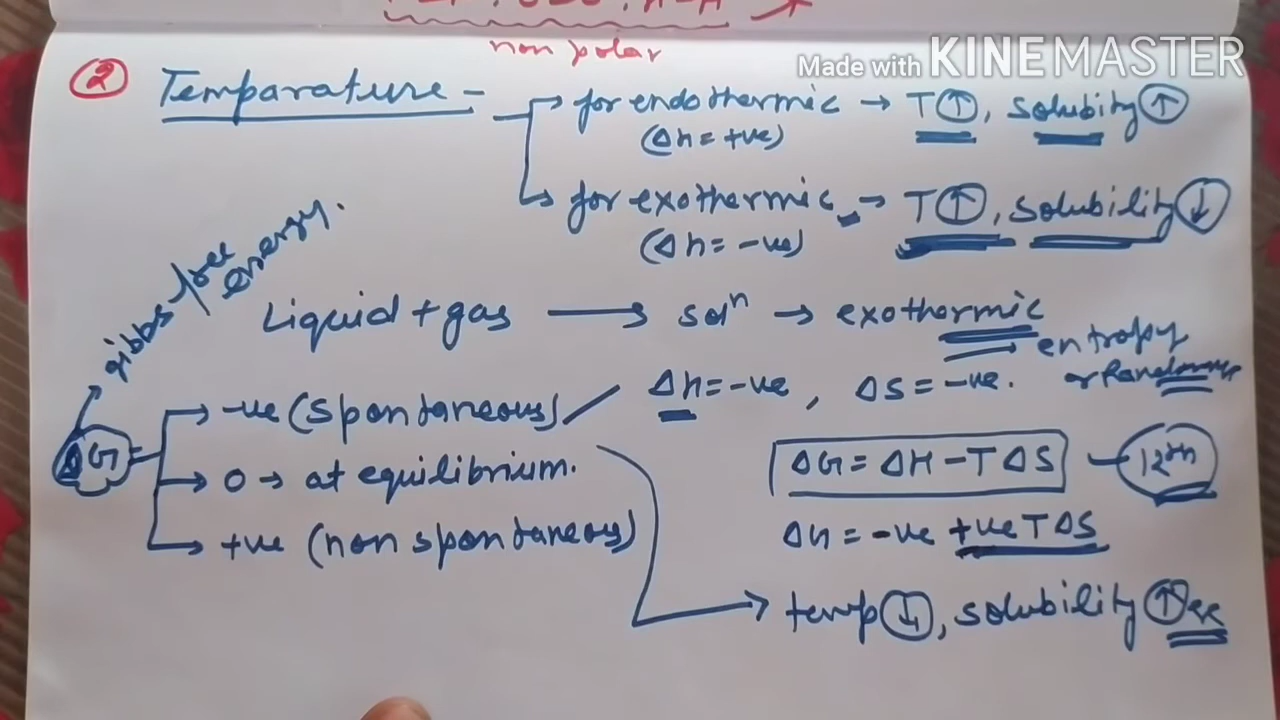 non polar
Made with KINEMASTER
② Temparature - → for endothermic → T↑, solubity ↑
(Δh = +ve)
→ for exothermic → T↑, solubility ↓
(Δh = -ve)
gibbs free energy.
Liquid + gas → solⁿ → exothermic
→ entropy
or Randomness
ΔG = → -ve (spontaneous) / Δh = -ve, ΔS = -ve.
→ 0 → at equilibrium.
→ +ve (non spontaneous)
ΔG = ΔH - TΔS - 12th
Δh = -ve +ve TΔS
→ temp ↓, solubility ↑